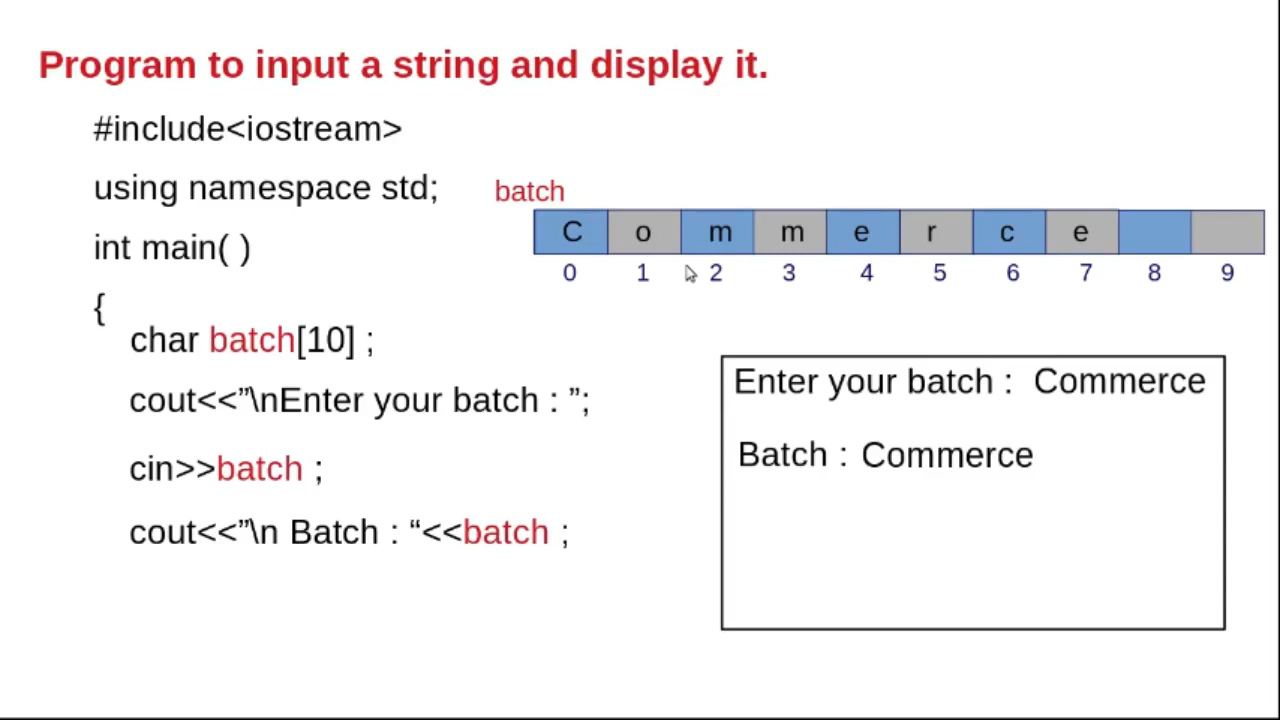 Program to input a string and display it.
#include<iostream>
using namespace std;
int main( )
{
char batch[10] ;
cout<<”\nEnter your batch : ”;
cin>>batch ;
cout<<”\n Batch : “<<batch ;
batch
C o m m e r c e
0 1 2 3 4 5 6 7 8 9
Enter your batch : Commerce
Batch : Commerce